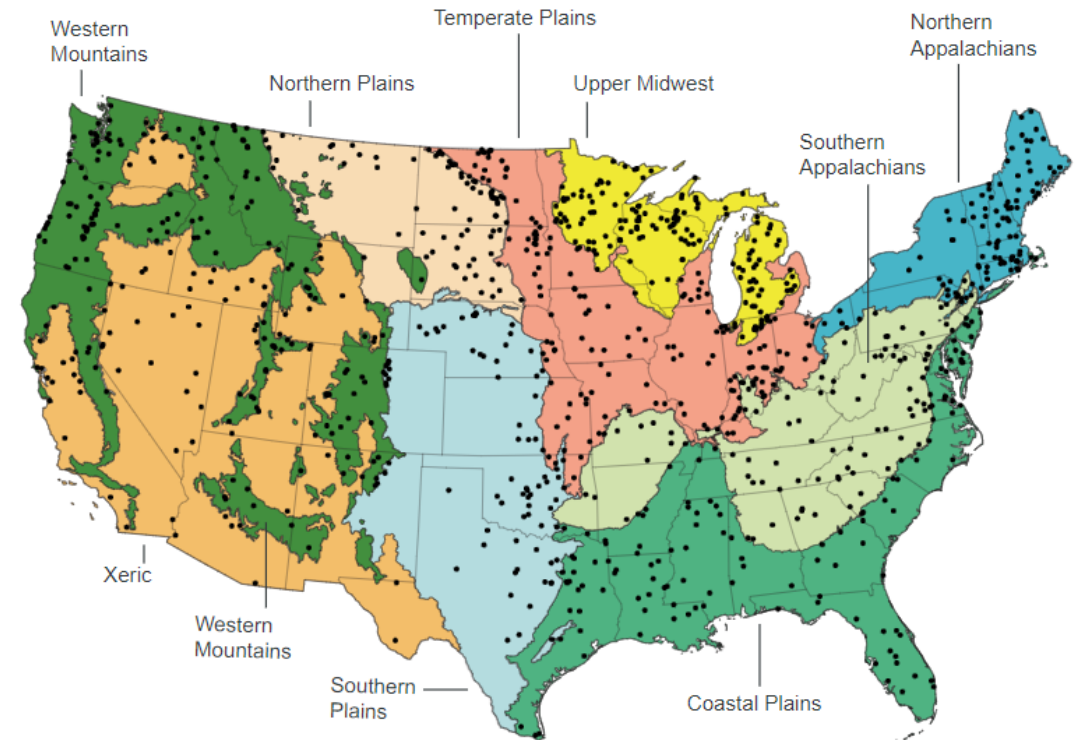 Temperate Plains
Northern
Appalachians
Western
Mountains
Northern Plains
Upper Midwest
Southern
Appalachians
Xeric
Western
Mountains
Southern
Plains
Coastal Plains